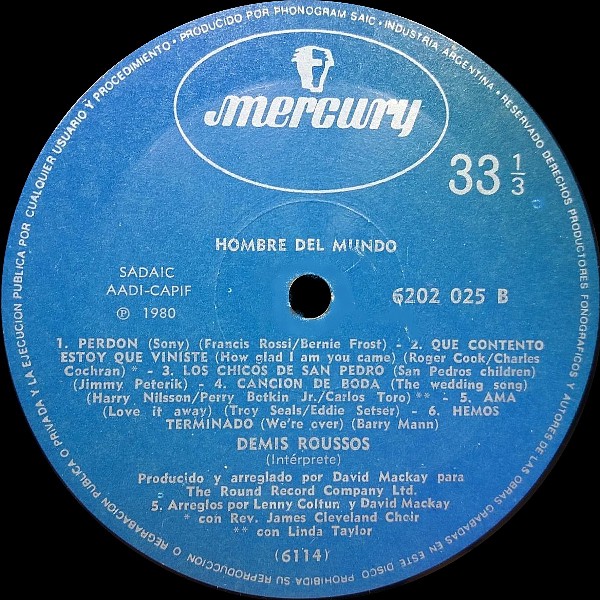 PRODUCIDO POR PHONOGRAM SAIC · INDUSTRIA ARGENTINA · RESERVADO DERECHOS PRODUCTORES FONOGRAFICOS Y AUTORES DE LAS OBRAS GRABADAS EN ESTE DISCO PROHIBIDA SU REPRODUCCION O REGRABACION PUBLICA O PRIVADA Y LA EJECUCION PUBLICA POR CUALQUIER USUARIO Y PROCEDIMIENTO ·
mercury
33 1/3
HOMBRE DEL MUNDO
SADAIC
AADI-CAPIF
℗ 1980
6202 025 B
1. PERDON (Sony) (Francis Rossi/Bernie Frost) - 2. QUE CONTENTO
ESTOY QUE VINISTE (How glad I am you came) (Roger Cook/Charles
Cochran) * - 3. LOS CHICOS DE SAN PEDRO (San Pedros children)
(Jimmy Peterik) - 4. CANCION DE BODA (The wedding song)
(Harry Nilsson/Perry Botkin Jr./Carlos Toro) ** - 5. AMA
(Love it away) (Troy Seals/Eddie Setser) - 6. HEMOS
TERMINADO (We're over) (Barry Mann)
DEMIS ROUSSOS
(Intérprete)
Producido y arreglado por David Mackay para
The Round Record Company Ltd.
5. Arreglos por Lenny Coltun y David Mackay
* con Rev. James Cleveland Choir
** con Linda Taylor
(6114)